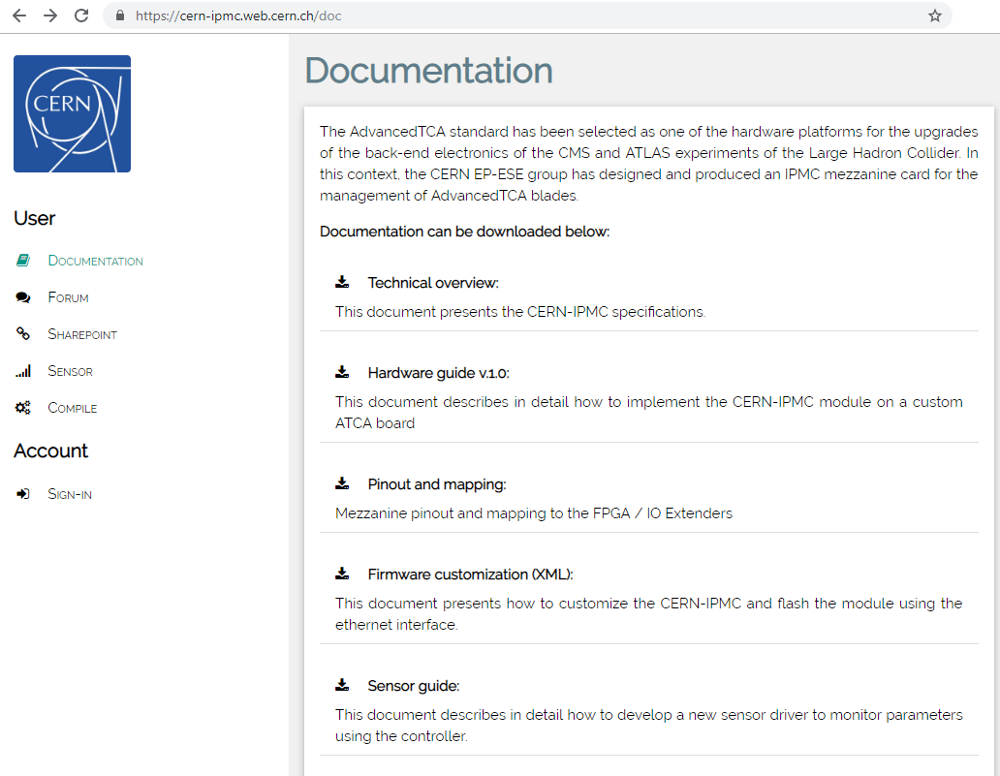 https://cern-ipmc.web.cern.ch/doc
CERN
User
Documentation
Forum
Sharepoint
Sensor
Compile
Account
Sign-in
Documentation
The AdvancedTCA standard has been selected as one of the hardware platforms for the upgrades
of the back-end electronics of the CMS and ATLAS experiments of the Large Hadron Collider. In
this context, the CERN EP-ESE group has designed and produced an IPMC mezzanine card for the
management of AdvancedTCA blades.
Documentation can be downloaded below:
Technical overview:
This document presents the CERN-IPMC specifications.
Hardware guide v.1.0:
This document describes in detail how to implement the CERN-IPMC module on a custom
ATCA board
Pinout and mapping:
Mezzanine pinout and mapping to the FPGA / IO Extenders
Firmware customization (XML):
This document presents how to customize the CERN-IPMC and flash the module using the
ethernet interface.
Sensor guide:
This document describes in detail how to develop a new sensor driver to monitor parameters
using the controller.